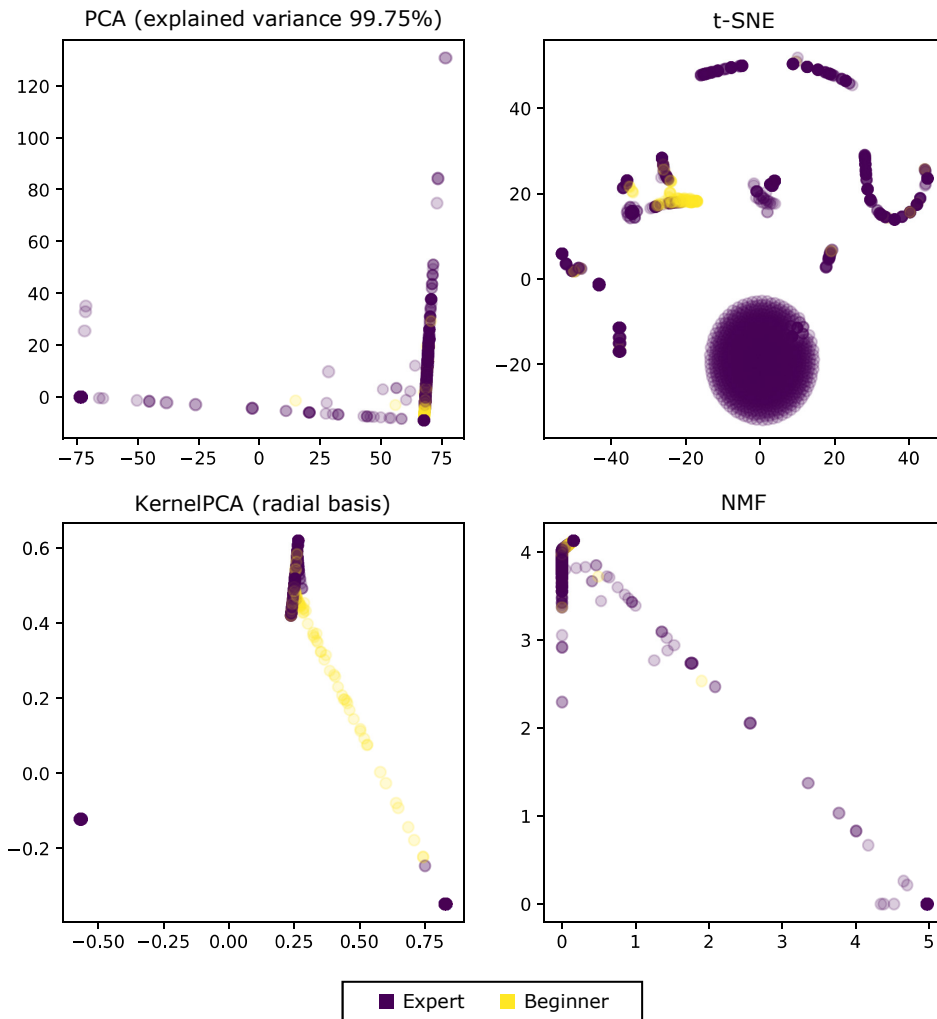 PCA (explained variance 99.75%)
120
100
80
60
40
20
0
−75 −50 −25 0 25 50 75
t-SNE
40
20
0
−20
−40 −20 0 20 40
KernelPCA (radial basis)
0.6
0.4
0.2
0.0
−0.2
−0.50 −0.25 0.00 0.25 0.50 0.75
NMF
4
3
2
1
0
0 1 2 3 4 5
Expert Beginner